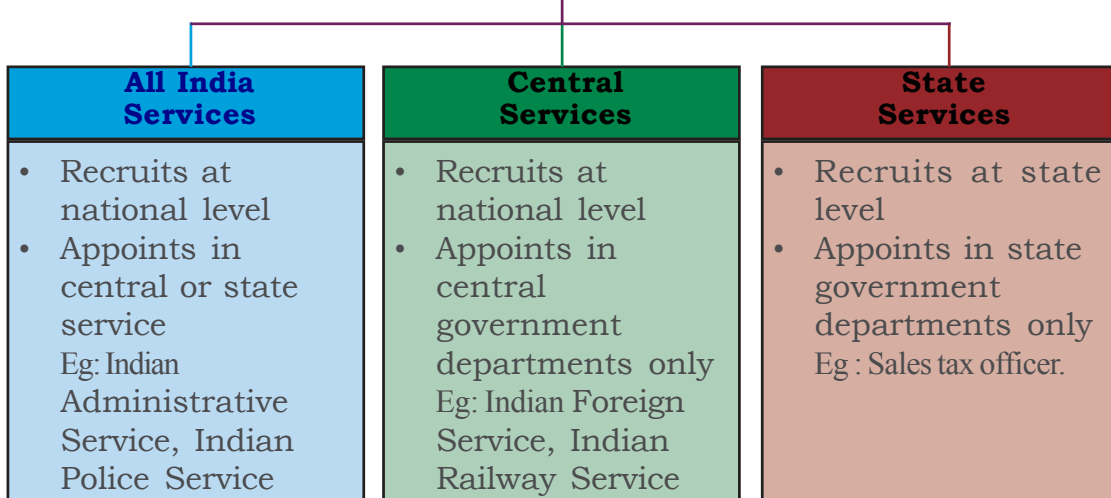 All India
Services
• Recruits at
national level
• Appoints in
central or state
service
Eg: Indian
Administrative
Service, Indian
Police Service
Central
Services
• Recruits at
national level
• Appoints in
central
government
departments only
Eg: Indian Foreign
Service, Indian
Railway Service
State
Services
• Recruits at state
level
• Appoints in state
government
departments only
Eg : Sales tax officer.